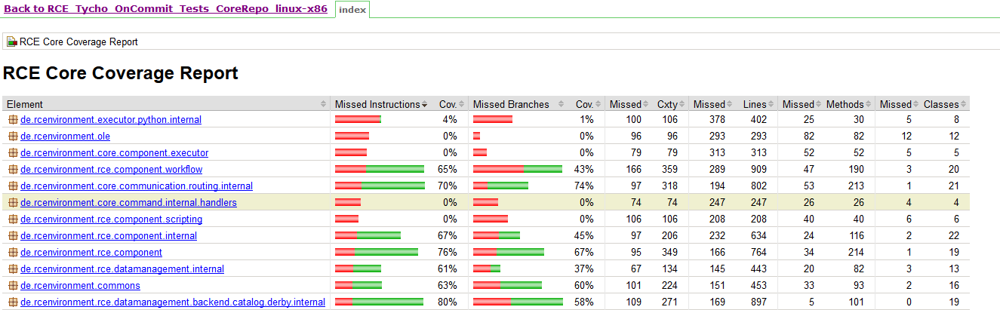 Back to RCE_Tycho_OnCommit_Tests_CoreRepo_linux-x86 index
RCE Core Coverage Report
RCE Core Coverage Report
Element Missed Instructions Cov. Missed Branches Cov. Missed Cxty Missed Lines Missed Methods Missed Classes
de.rcenvironment.executor.python.internal 4% 1% 100 106 378 402 25 30 5 8
de.rcenvironment.ole 0% 0% 96 96 293 293 82 82 12 12
de.rcenvironment.core.component.executor 0% 0% 79 79 313 313 52 52 5 5
de.rcenvironment.rce.component.workflow 65% 43% 166 359 289 909 47 190 3 20
de.rcenvironment.core.communication.routing.internal 70% 74% 97 318 194 802 53 213 1 21
de.rcenvironment.core.command.internal.handlers 0% 0% 74 74 247 247 26 26 4 4
de.rcenvironment.rce.component.scripting 0% 0% 106 106 208 208 40 40 6 6
de.rcenvironment.rce.component.internal 67% 45% 97 206 232 634 24 116 2 22
de.rcenvironment.rce.component 76% 67% 95 349 166 764 34 214 1 19
de.rcenvironment.rce.datamanagement.internal 61% 37% 67 134 145 443 20 82 3 13
de.rcenvironment.commons 63% 60% 101 224 151 453 33 93 2 16
de.rcenvironment.rce.datamanagement.backend.catalog.derby.internal 80% 58% 109 271 169 897 5 101 0 19